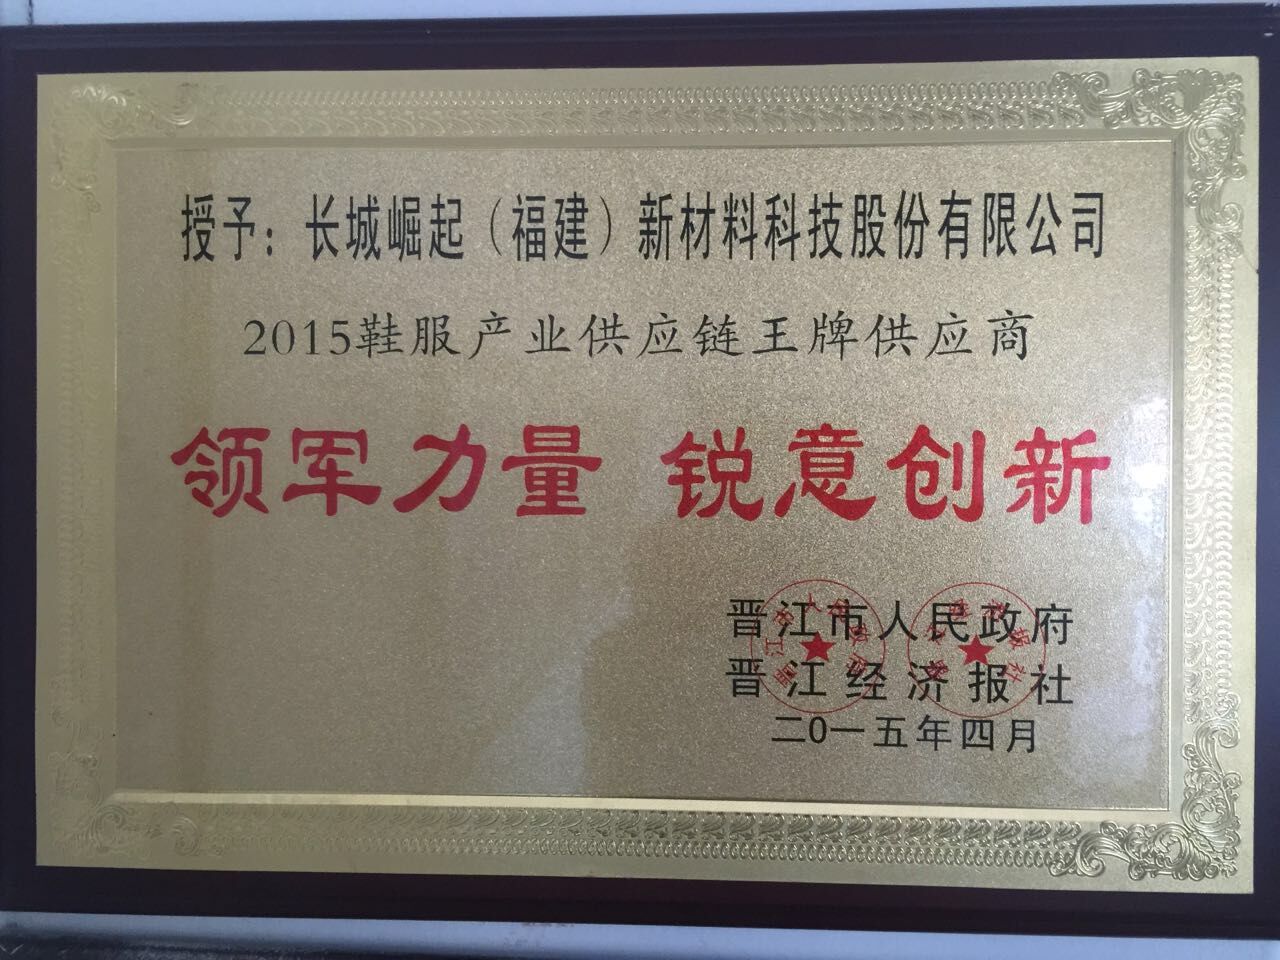 授予：长城崛起（福建）新材料科技股份有限公司
2015鞋服产业供应链王牌供应商
领军力量 锐意创新
晋江市人民政府
晋江经济报社
二0一五年四月